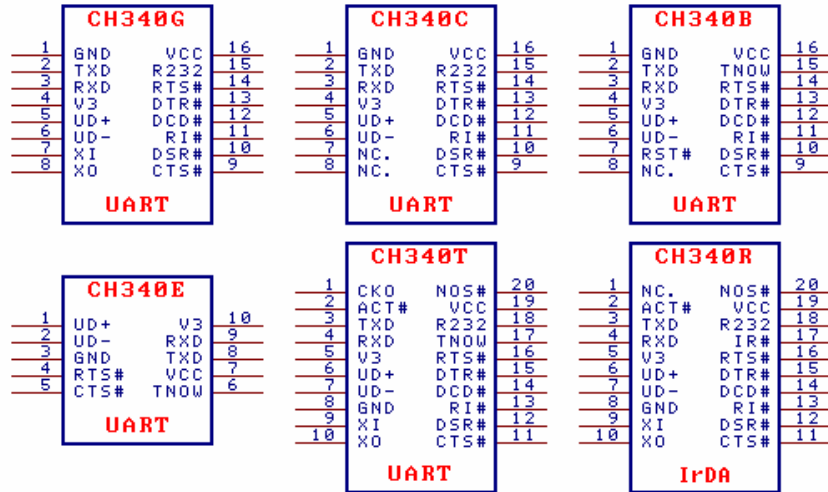 CH340G
1 GND VCC 16
2 TXD R232 15
3 RXD RTS# 14
4 V3 DTR# 13
5 UD+ DCD# 12
6 UD- RI# 11
7 XI DSR# 10
8 XO CTS# 9
UART
CH340C
1 GND VCC 16
2 TXD R232 15
3 RXD RTS# 14
4 V3 DTR# 13
5 UD+ DCD# 12
6 UD- RI# 11
7 NC. DSR# 10
8 NC. CTS# 9
UART
CH340B
1 GND VCC 16
2 TXD TNOW 15
3 RXD RTS# 14
4 V3 DTR# 13
5 UD+ DCD# 12
6 UD- RI# 11
7 RST# DSR# 10
8 NC. CTS# 9
UART
CH340E
1 UD+ V3 10
2 UD- RXD 9
3 GND TXD 8
4 RTS# VCC 7
5 CTS# TNOW 6
UART
CH340T
1 CKO NOS# 20
2 ACT# VCC 19
3 TXD R232 18
4 RXD TNOW 17
5 V3 RTS# 16
6 UD+ DTR# 15
7 UD- DCD# 14
8 GND RI# 13
9 XI DSR# 12
10 XO CTS# 11
UART
CH340R
1 NC. NOS# 20
2 ACT# VCC 19
3 TXD R232 18
4 RXD IR# 17
5 V3 RTS# 16
6 UD+ DTR# 15
7 UD- DCD# 14
8 GND RI# 13
9 XI DSR# 12
10 XO CTS# 11
IrDA